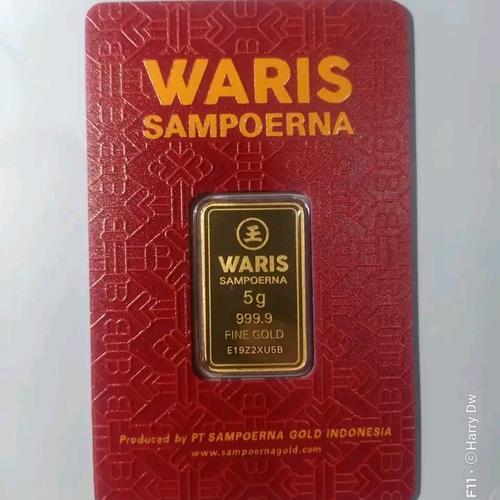 WARIS
SAMPOERNA
王
WARIS
SAMPOERNA
5g
999.9
FINE GOLD
E19Z2XU5B
Produced by PT SAMPOERNA GOLD INDONESIA
www.sampoernagold.com
F11 · ©Harry Dw